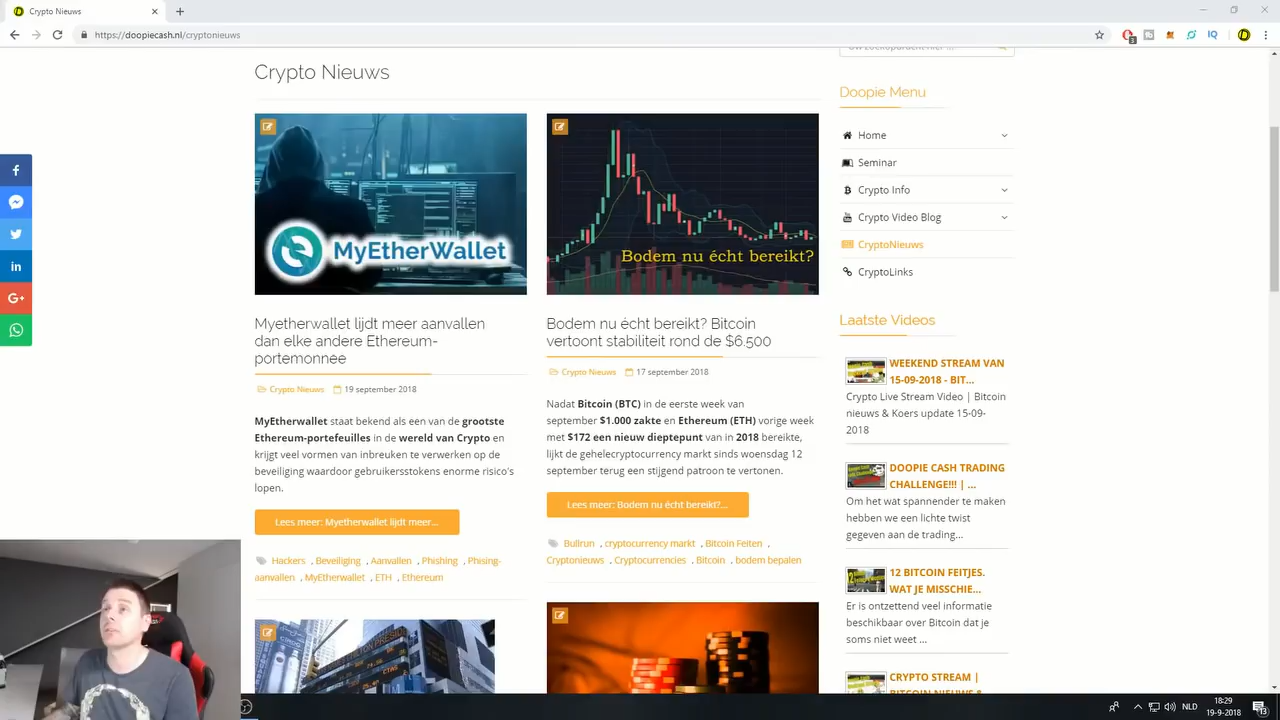 CryptoNieuws
https://doopiecash.nl/cryptonieuws
Crypto Nieuws
MyEtherWallet
Myetherwallet lijdt meer aanvallen
dan elke andere Ethereum-
portemonnee
Crypto Nieuws 19 september 2018
MyEtherwallet staat bekend als een van de grootste
Ethereum-portefeuilles in de wereld van Crypto en
krijgt veel vormen van inbreuken te verwerken op de
beveiliging waardoor gebruikersstokens enorme risico's
lopen.
Lees meer: Myetherwallet lijdt meer...
Hackers , Beveiliging , Aanvallen , Phishing , Phising-
aanvallen , MyEtherwallet , ETH , Ethereum
Bodem nu écht bereikt?
Bodem nu écht bereikt? Bitcoin
vertoont stabiliteit rond de $6.500
Crypto Nieuws 17 september 2018
Nadat Bitcoin (BTC) in de eerste week van
september $1.000 zakte en Ethereum (ETH) vorige week
met $172 een nieuw dieptepunt van in 2018 bereikte,
lijkt de gehelecryptocurrency markt sinds woensdag 12
september terug een stijgend patroon te vertonen.
Lees meer: Bodem nu écht bereikt?...
Bullrun , cryptocurrency markt , Bitcoin Feiten ,
Cryptonieuws , Cryptocurrencies , Bitcoin , bodem bepalen
Doopie Menu
Home
Seminar
Crypto Info
Crypto Video Blog
CryptoNieuws
CryptoLinks
Laatste Videos
WEEKEND STREAM VAN
15-09-2018 - BIT...
Crypto Live Stream Video | Bitcoin
nieuws & Koers update 15-09-
2018
DOOPIE CASH TRADING
CHALLENGE!!! | ...
Om het wat spannender te maken
hebben we een lichte twist
gegeven aan de trading...
12 BITCOIN FEITJES.
WAT JE MISSCHIE...
Er is ontzettend veel informatie
beschikbaar over Bitcoin dat je
soms niet weet ...
CRYPTO STREAM |
BITCOIN NIEUWS &
NLD
18:29
19-9-2018